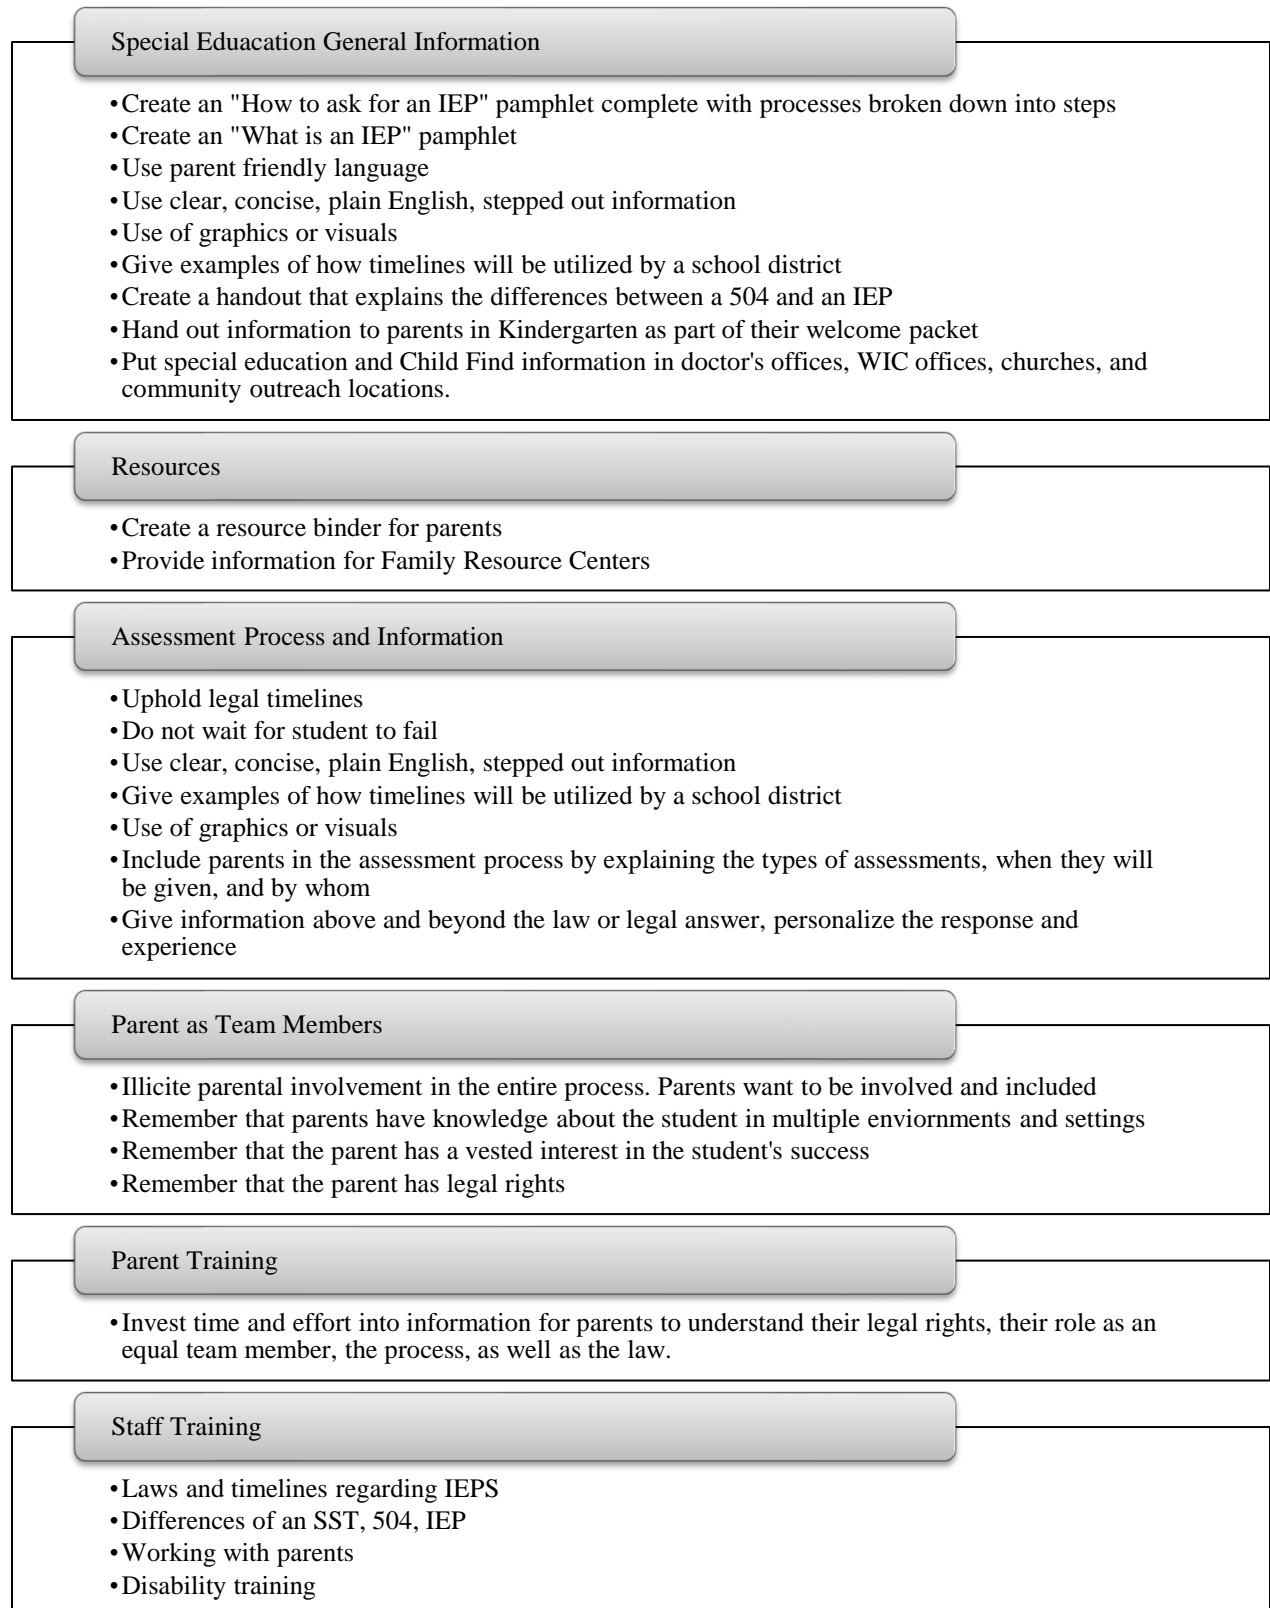 Special Eduacation General Information
•Create an "How to ask for an IEP" pamphlet complete with processes broken down into steps
•Create an "What is an IEP" pamphlet
•Use parent friendly language
•Use clear, concise, plain English, stepped out information
•Use of graphics or visuals
•Give examples of how timelines will be utilized by a school district
•Create a handout that explains the differences between a 504 and an IEP
•Hand out information to parents in Kindergarten as part of their welcome packet
•Put special education and Child Find information in doctor's offices, WIC offices, churches, and
community outreach locations.
Resources
•Create a resource binder for parents
•Provide information for Family Resource Centers
Assessment Process and Information
•Uphold legal timelines
•Do not wait for student to fail
•Use clear, concise, plain English, stepped out information
•Give examples of how timelines will be utilized by a school district
•Use of graphics or visuals
•Include parents in the assessment process by explaining the types of assessments, when they will
be given, and by whom
•Give information above and beyond the law or legal answer, personalize the response and
experience
Parent as Team Members
•Illicite parental involvement in the entire process. Parents want to be involved and included
•Remember that parents have knowledge about the student in multiple enviornments and settings
•Remember that the parent has a vested interest in the student's success
•Remember that the parent has legal rights
Parent Training
•Invest time and effort into information for parents to understand their legal rights, their role as an
equal team member, the process, as well as the law.
Staff Training
•Laws and timelines regarding IEPS
•Differences of an SST, 504, IEP
•Working with parents
•Disability training